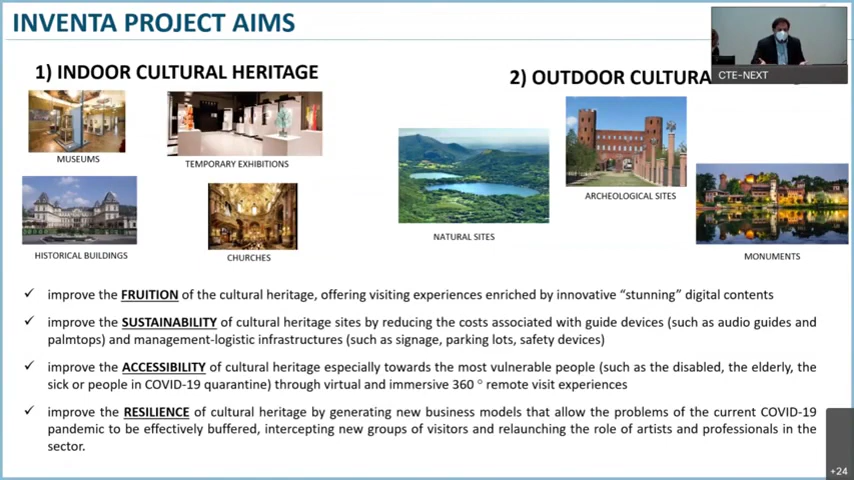 INVENTA PROJECT AIMS
1) INDOOR CULTURAL HERITAGE
2) OUTDOOR CULTURA
CTE-NEXT
MUSEUMS
TEMPORARY EXHIBITIONS
HISTORICAL BUILDINGS
CHURCHES
NATURAL SITES
ARCHEOLOGICAL SITES
MONUMENTS
✓ improve the FRUITION of the cultural heritage, offering visiting experiences enriched by innovative “stunning” digital contents
✓ improve the SUSTAINABILITY of cultural heritage sites by reducing the costs associated with guide devices (such as audio guides and
palmtops) and management-logistic infrastructures (such as signage, parking lots, safety devices)
✓ improve the ACCESSIBILITY of cultural heritage especially towards the most vulnerable people (such as the disabled, the elderly, the
sick or people in COVID-19 quarantine) through virtual and immersive 360 ° remote visit experiences
✓ improve the RESILIENCE of cultural heritage by generating new business models that allow the problems of the current COVID-19
pandemic to be effectively buffered, intercepting new groups of visitors and relaunching the role of artists and professionals in the
sector.
+24